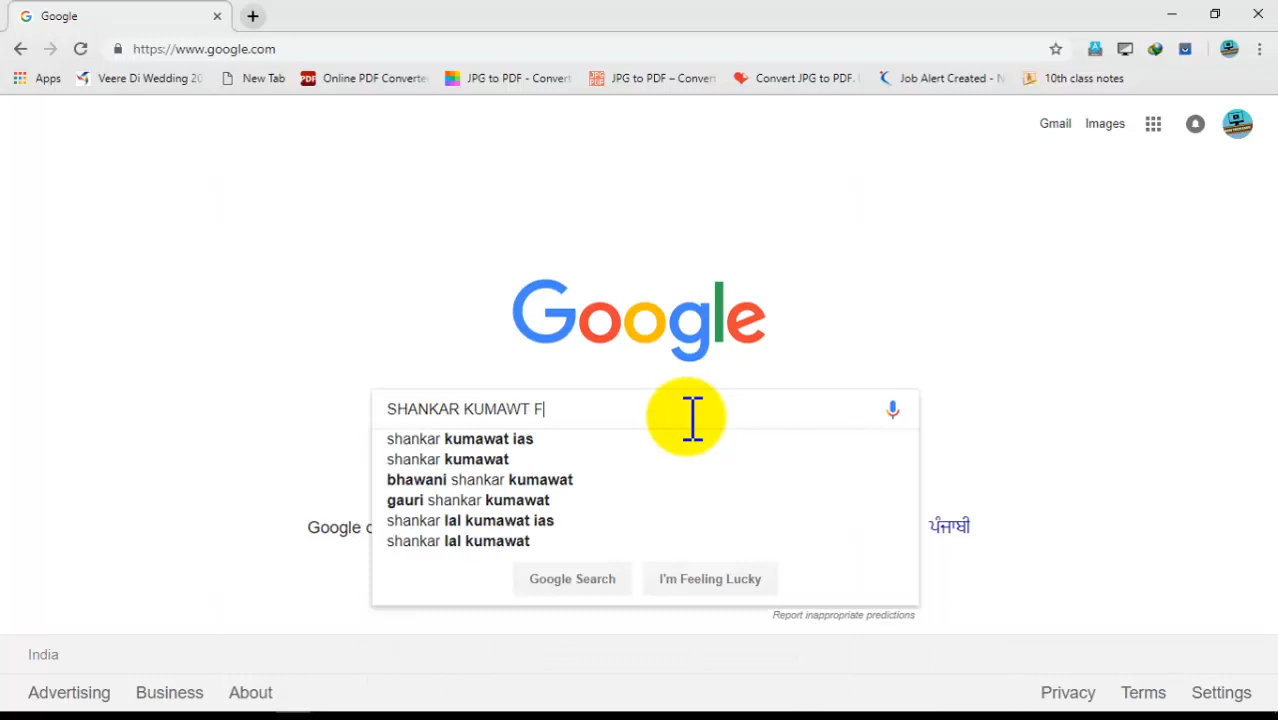 Google
https://www.google.com
Apps Veere Di Wedding 20 New Tab Online PDF Converte JPG to PDF - Convert JPG to PDF – Convert Convert JPG to PDF. Job Alert Created - N 10th class notes
Gmail Images
Google
SHANKAR KUMAWT F
shankar kumawat ias
shankar kumawat
bhawani shankar kumawat
gauri shankar kumawat
shankar lal kumawat ias
shankar lal kumawat
Google o ਪੰਜਾਬੀ
Google Search I'm Feeling Lucky
Report inappropriate predictions
India
Advertising Business About Privacy Terms Settings